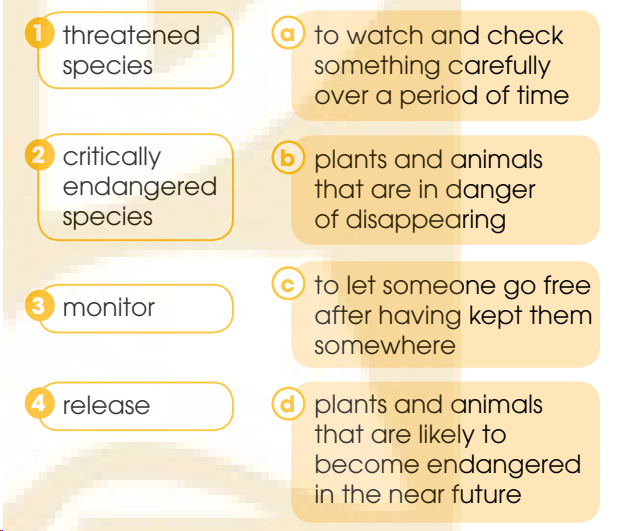 1 threatened
species
a to watch and check
something carefully
over a period of time
2 critically
endangered
species
b plants and animals
that are in danger
of disappearing
3 monitor
c to let someone go free
after having kept them
somewhere
4 release
d plants and animals
that are likely to
become endangered
in the near future